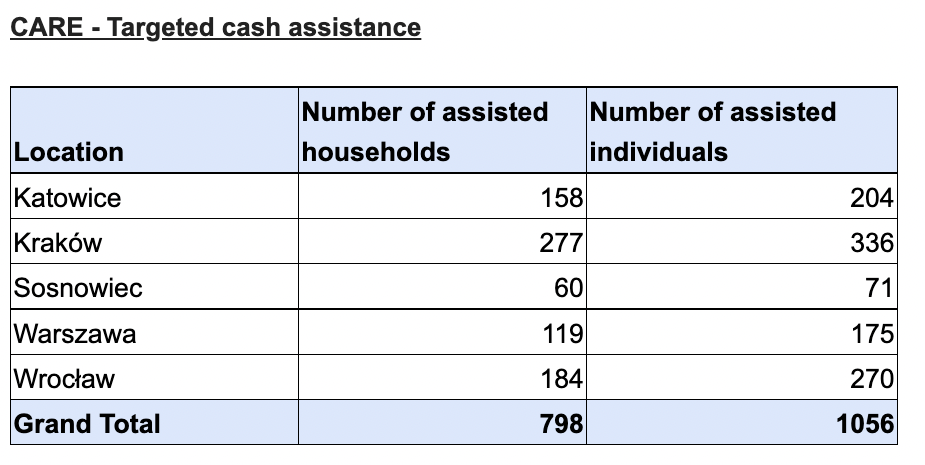 CARE - Targeted cash assistance
Location Number of assisted households Number of assisted individuals
Katowice 158 204
Kraków 277 336
Sosnowiec 60 71
Warszawa 119 175
Wrocław 184 270
Grand Total 798 1056